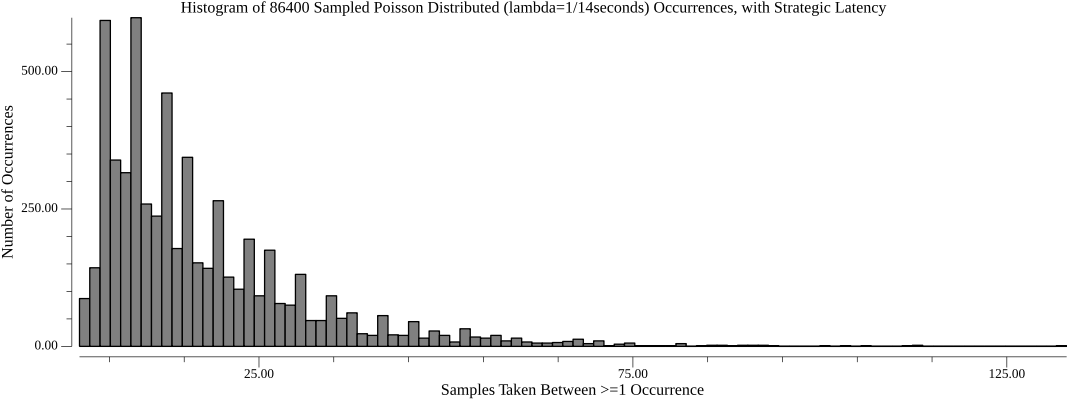 Histogram of 86400 Sampled Poisson Distributed (lambda=1/14seconds) Occurrences, with Strategic Latency
Number of Occurrences
500.00
250.00
0.00
25.00
75.00
125.00
Samples Taken Between >=1 Occurrence